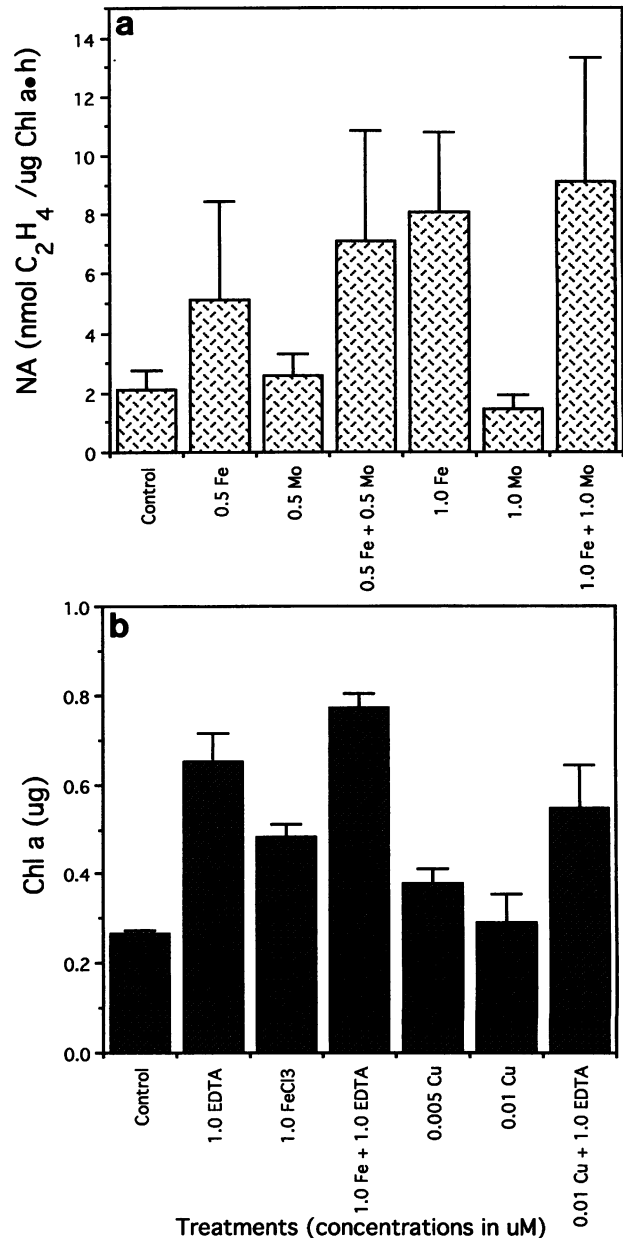 a
NA (nmol C2H4 /ug Chl a•h)
14
12
10
8
6
4
2
0
Control
0.5 Fe
0.5 Mo
0.5 Fe + 0.5 Mo
1.0 Fe
1.0 Mo
1.0 Fe + 1.0 Mo
b
Chl a (ug)
1.0
0.8
0.6
0.4
0.2
0.0
Control
1.0 EDTA
1.0 FeCl3
1.0 Fe + 1.0 EDTA
0.005 Cu
0.01 Cu
0.01 Cu + 1.0 EDTA
Treatments (concentrations in uM)